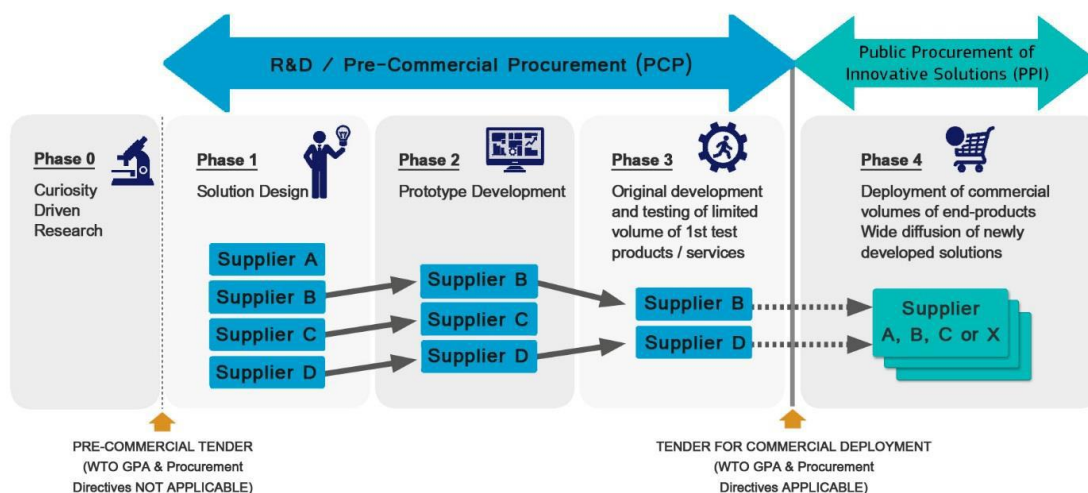 R&D / Pre-Commercial Procurement (PCP)
Public Procurement of
Innovative Solutions (PPI)
Phase 0
Curiosity
Driven
Research
Phase 1
Solution Design
Supplier A
Supplier B
Supplier C
Supplier D
Phase 2
Prototype Development
Supplier B
Supplier C
Supplier D
Phase 3
Original development
and testing of limited
volume of 1st test
products / services
Supplier B
Supplier D
Phase 4
Deployment of commercial
volumes of end-products
Wide diffusion of newly
developed solutions
Supplier
A, B, C or X
PRE-COMMERCIAL TENDER
(WTO GPA & Procurement
Directives NOT APPLICABLE)
TENDER FOR COMMERCIAL DEPLOYMENT
(WTO GPA & Procurement
Directives APPLICABLE)